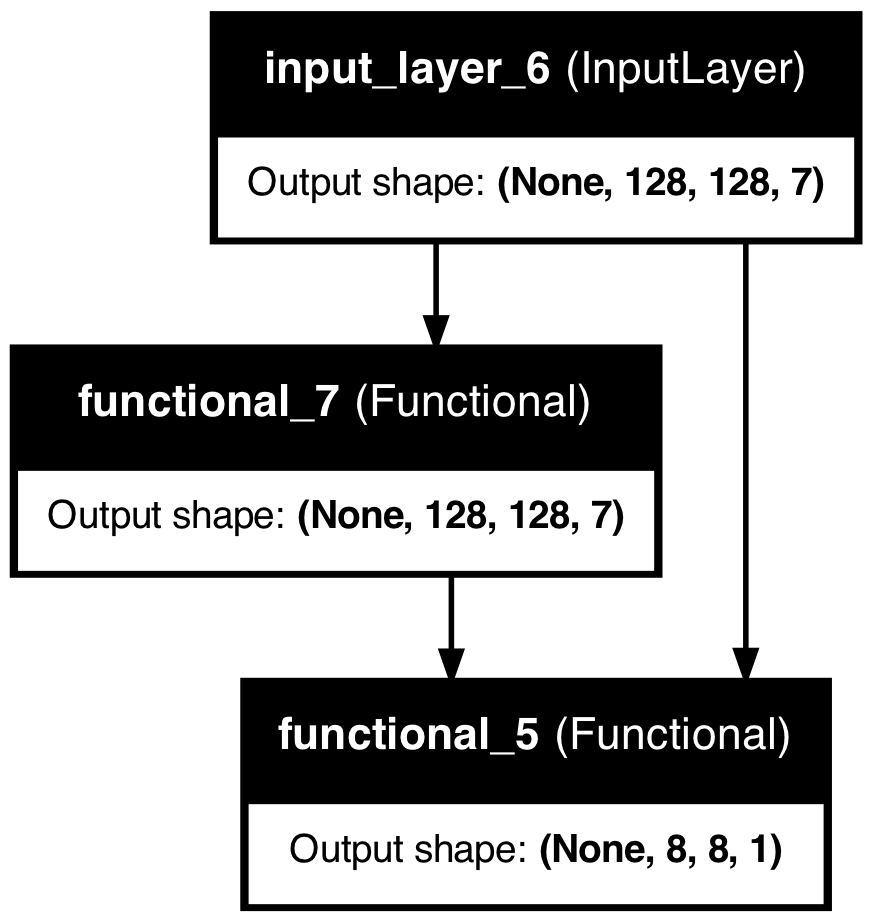 input_layer_6 (InputLayer)
Output shape: (None, 128, 128, 7)
functional_7 (Functional)
Output shape: (None, 128, 128, 7)
functional_5 (Functional)
Output shape: (None, 8, 8, 1)